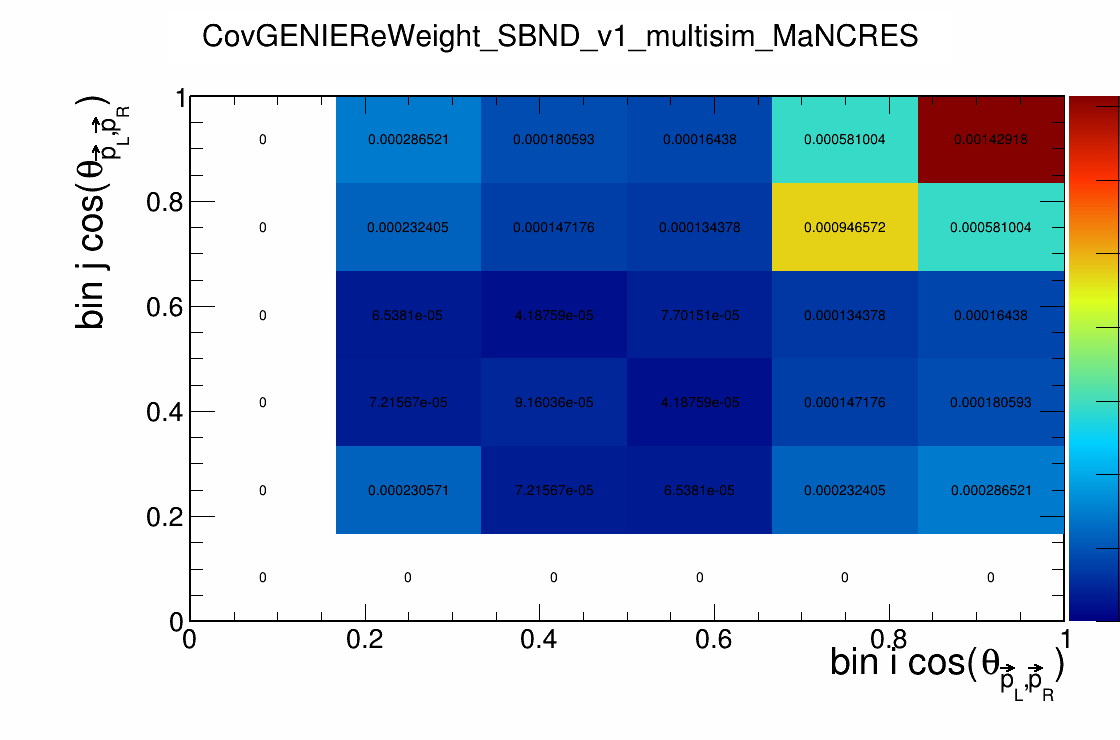 CovGENIEReWeight_SBND_v1_multisim_MaNCRES
bin j cos(θ p⃗_L,p⃗_R)
1
0 0.000286521 0.000180593 0.00016438 0.000581004 0.00142918
0.8
0 0.000232405 0.000147176 0.000134378 0.000946572 0.000581004
0.6
0 6.5381e-05 4.18759e-05 7.70151e-05 0.000134378 0.00016438
0.4
0 7.21567e-05 9.16036e-05 4.18759e-05 0.000147176 0.000180593
0.2
0 0.000230571 7.21567e-05 6.5381e-05 0.000232405 0.000286521
0 0 0 0 0 0
0
0 0.2 0.4 0.6 0.8 1
bin i cos(θ p⃗_L,p⃗_R)